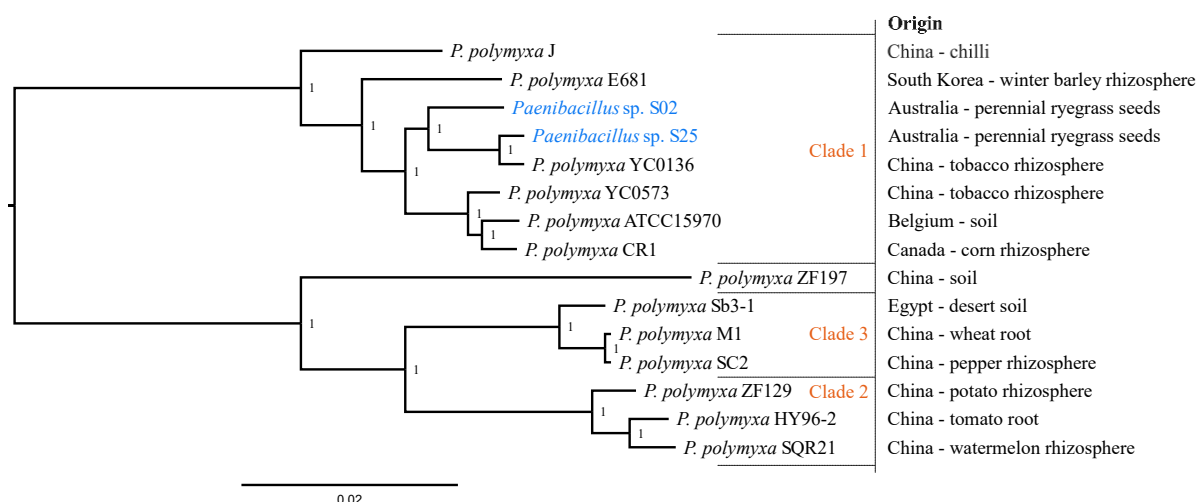 Origin
P. polymyxa J China - chilli
1
P. polymyxa E681 South Korea - winter barley rhizosphere
Paenibacillus sp. S02 Australia - perennial ryegrass seeds
1
1
Paenibacillus sp. S25 Australia - perennial ryegrass seeds
1
Clade 1
P. polymyxa YC0136 China - tobacco rhizosphere
1
P. polymyxa YC0573 China - tobacco rhizosphere
1
P. polymyxa ATCC15970 Belgium - soil
1
P. polymyxa CR1 Canada - corn rhizosphere
P. polymyxa ZF197 China - soil
P. polymyxa Sb3-1 Egypt - desert soil
1
1
P. polymyxa M1 Clade 3 China - wheat root
1
P. polymyxa SC2 China - pepper rhizosphere
1
P. polymyxa ZF129 Clade 2 China - potato rhizosphere
1
P. polymyxa HY96-2 China - tomato root
1
P. polymyxa SQR21 China - watermelon rhizosphere
0.02